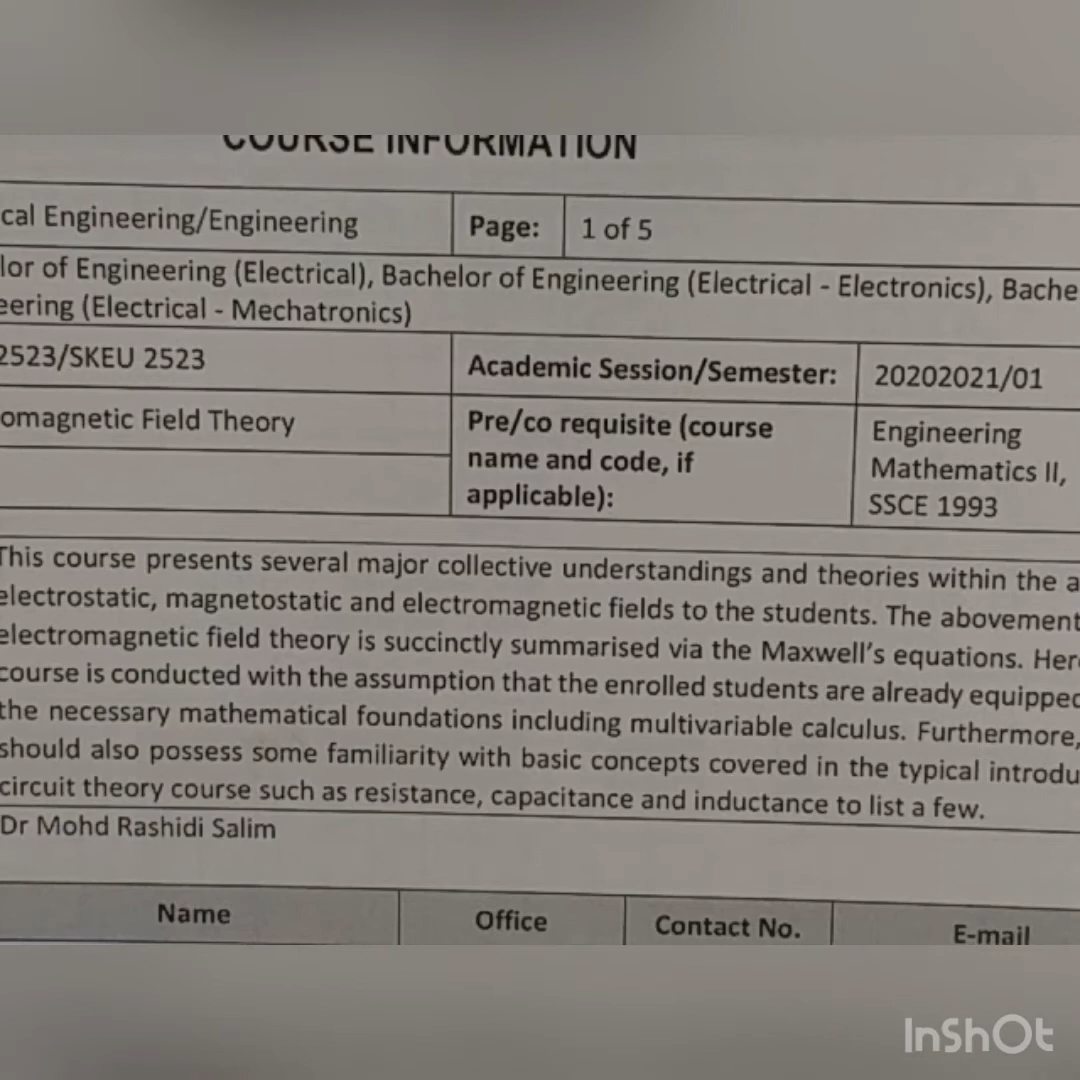 COURSE INFORMATION
cal Engineering/Engineering Page: 1 of 5
lor of Engineering (Electrical), Bachelor of Engineering (Electrical - Electronics), Bache
eering (Electrical - Mechatronics)
2523/SKEU 2523 Academic Session/Semester: 20202021/01
omagnetic Field Theory Pre/co requisite (course name and code, if applicable): Engineering Mathematics II, SSCE 1993
This course presents several major collective understandings and theories within the a
electrostatic, magnetostatic and electromagnetic fields to the students. The abovement
electromagnetic field theory is succinctly summarised via the Maxwell's equations. Her
course is conducted with the assumption that the enrolled students are already equipped
the necessary mathematical foundations including multivariable calculus. Furthermore,
should also possess some familiarity with basic concepts covered in the typical introdu
circuit theory course such as resistance, capacitance and inductance to list a few.
Dr Mohd Rashidi Salim
Name Office Contact No. E-mail
InShOt